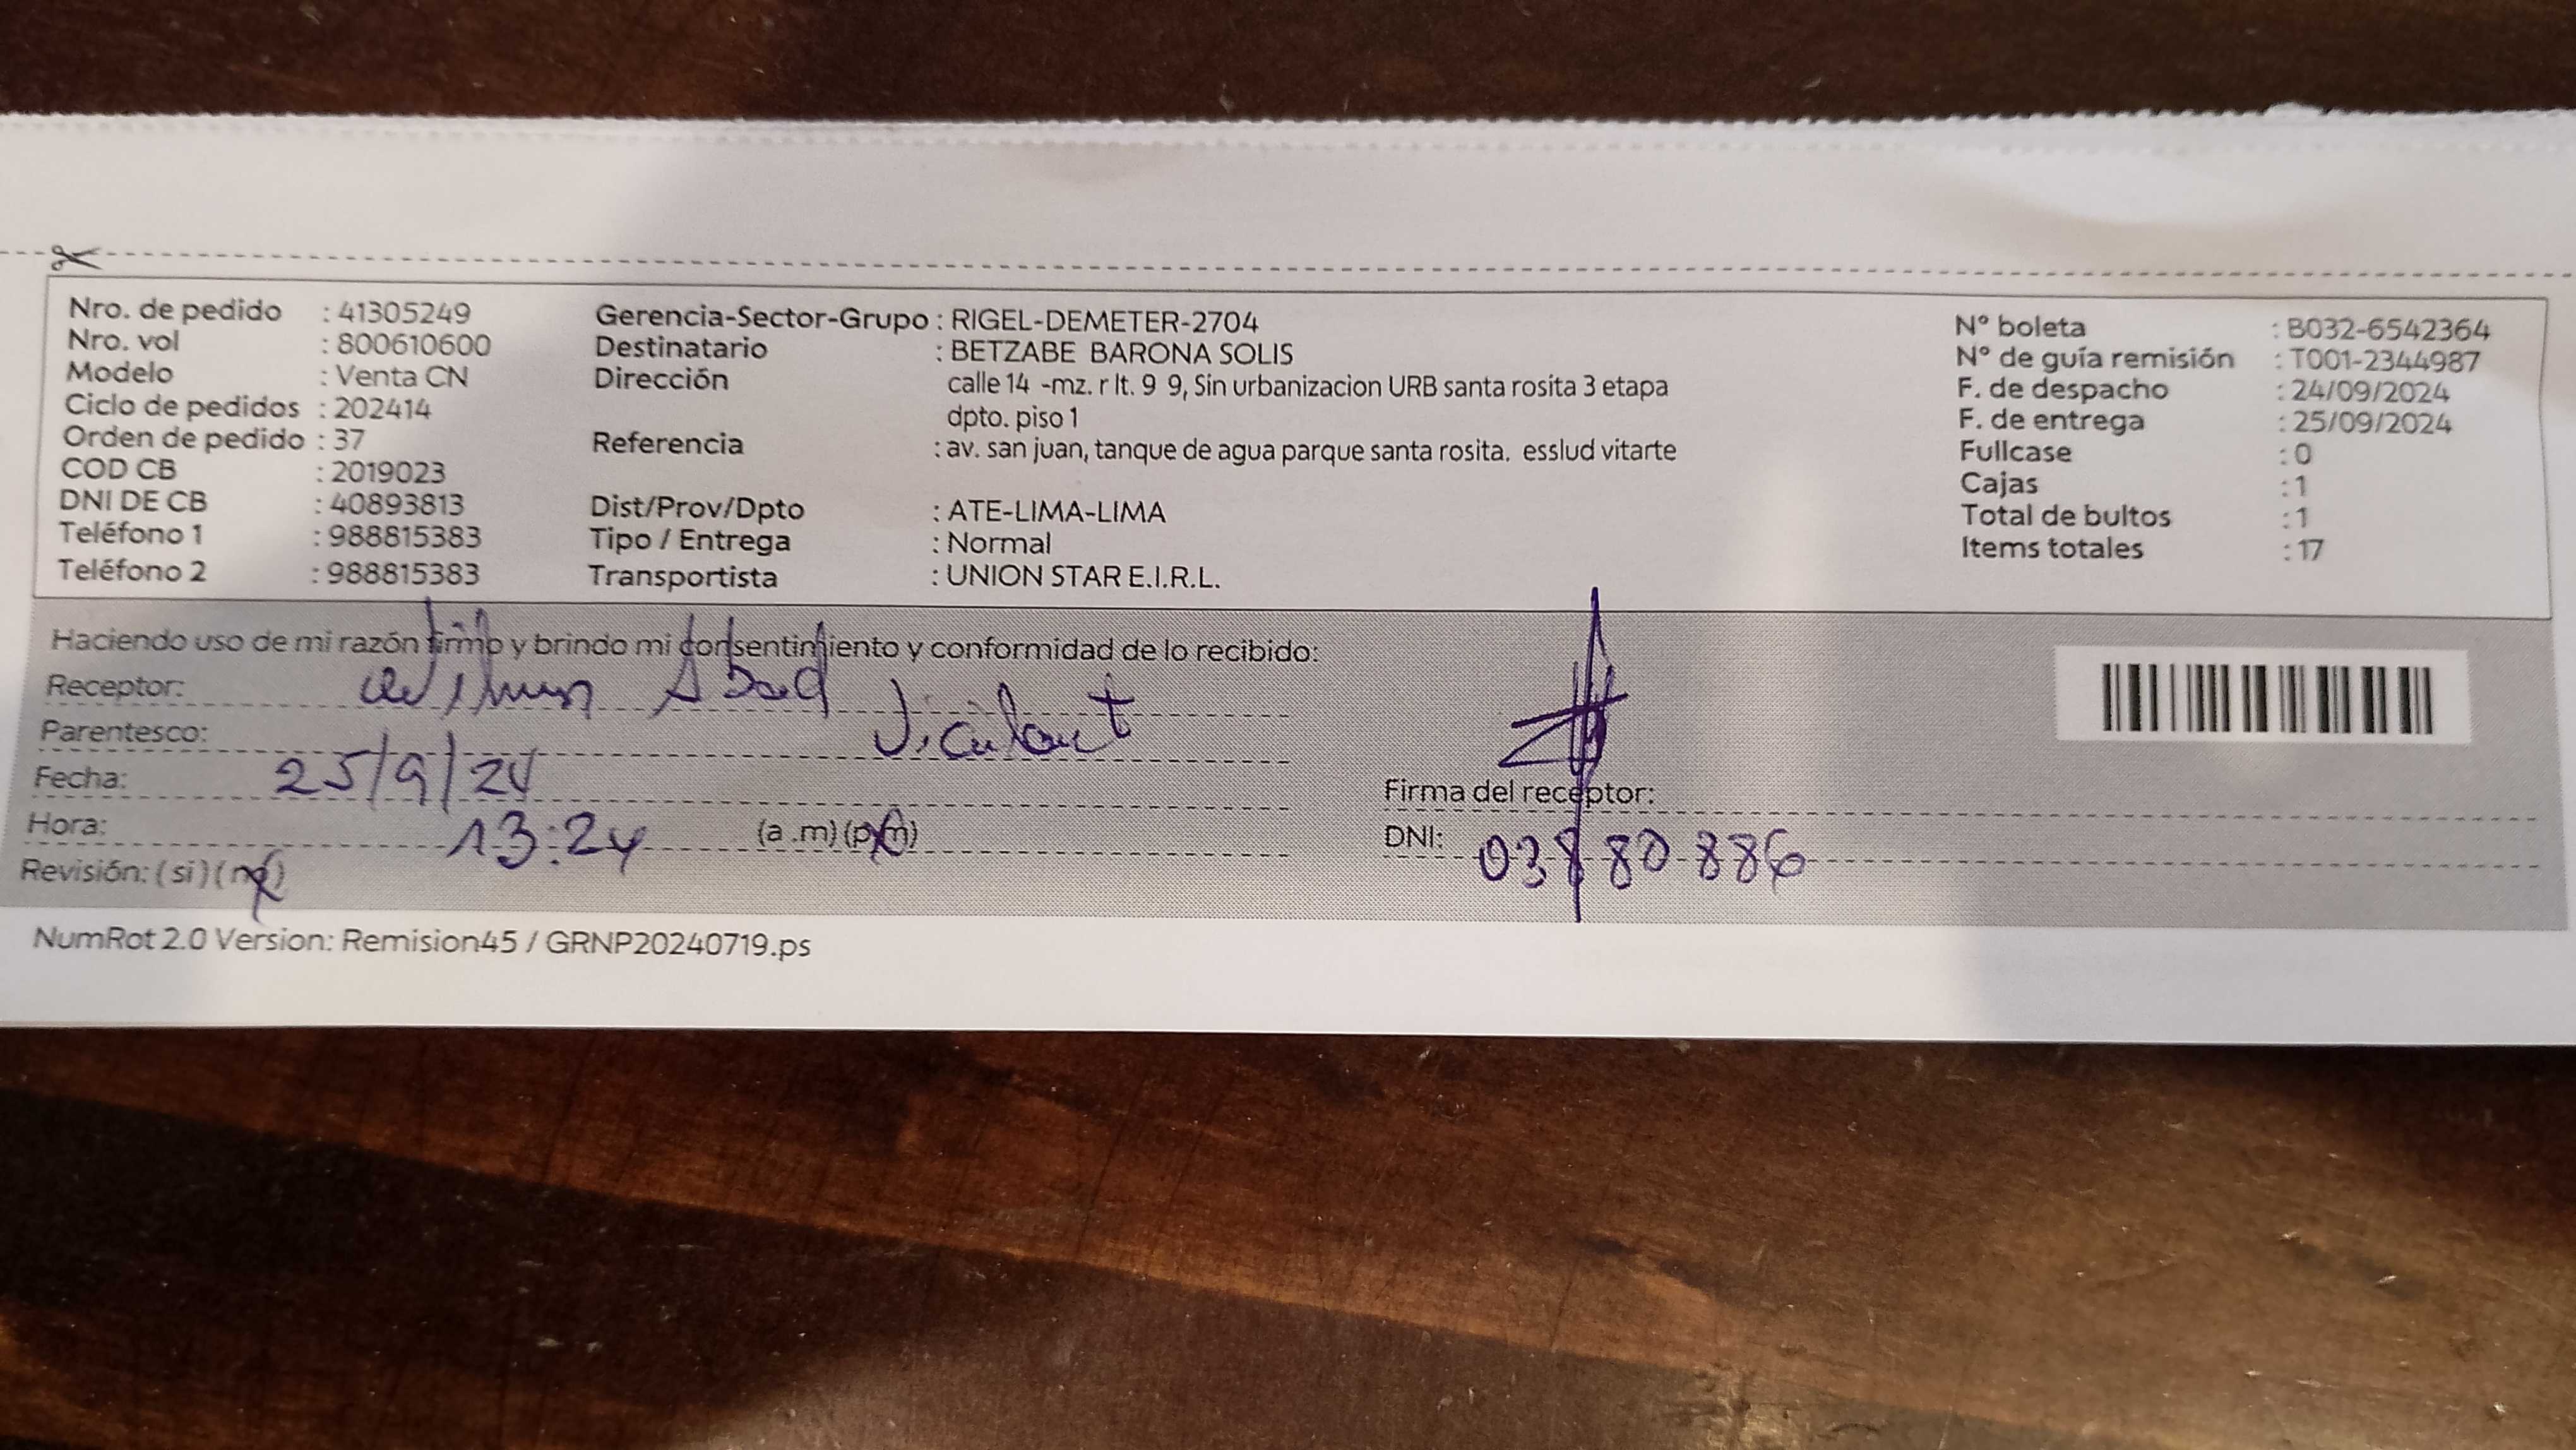 Nro. de pedido : 41305249
Nro. vol : 800610600
Modelo : Venta CN
Ciclo de pedidos : 202414
Orden de pedido : 37
COD CB : 2019023
DNI DE CB : 40893813
Teléfono 1 : 988815383
Teléfono 2 : 988815383
Gerencia-Sector-Grupo : RIGEL-DEMETER-2704
Destinatario : BETZABE BARONA SOLIS
Dirección calle 14 -mz. r lt. 9 9, Sin urbanizacion URB santa rosita 3 etapa
dpto. piso 1
Referencia : av. san juan, tanque de agua parque santa rosita. esslud vitarte
Dist/Prov/Dpto : ATE-LIMA-LIMA
Tipo / Entrega : Normal
Transportista : UNION STAR E.I.R.L.
N° boleta : B032-6542364
N° de guía remisión : T001-2344987
F. de despacho : 24/09/2024
F. de entrega : 25/09/2024
Fullcase : 0
Cajas : 1
Total de bultos : 1
Items totales : 17
Haciendo uso de mi razón firmo y brindo mi consentimiento y conformidad de lo recibido:
Receptor: Abad
Parentesco:
Fecha: 25/9/24
Hora: 13:24 (a .m) (p.m)
Revisión: ( si ) ( no )
Firma del receptor:
DNI: 03880886
NumRot 2.0 Version: Remision45 / GRNP20240719.ps